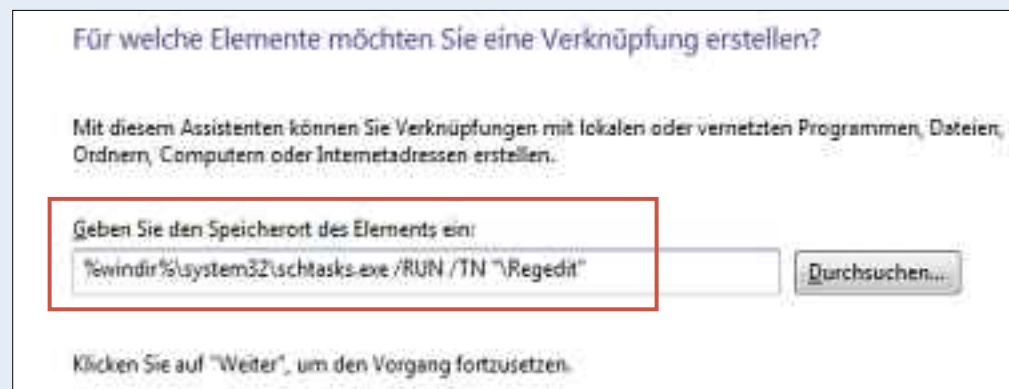 Für welche Elemente möchten Sie eine Verknüpfung erstellen?
Mit diesem Assistenten können Sie Verknüpfungen mit lokalen oder vernetzten Programmen, Dateien,
Ordnern, Computern oder Internetadressen erstellen.
Geben Sie den Speicherort des Elements ein:
%windir%\system32\schtasks.exe /RUN /TN "\Regedit"
Durchsuchen...
Klicken Sie auf "Weiter", um den Vorgang fortzusetzen.